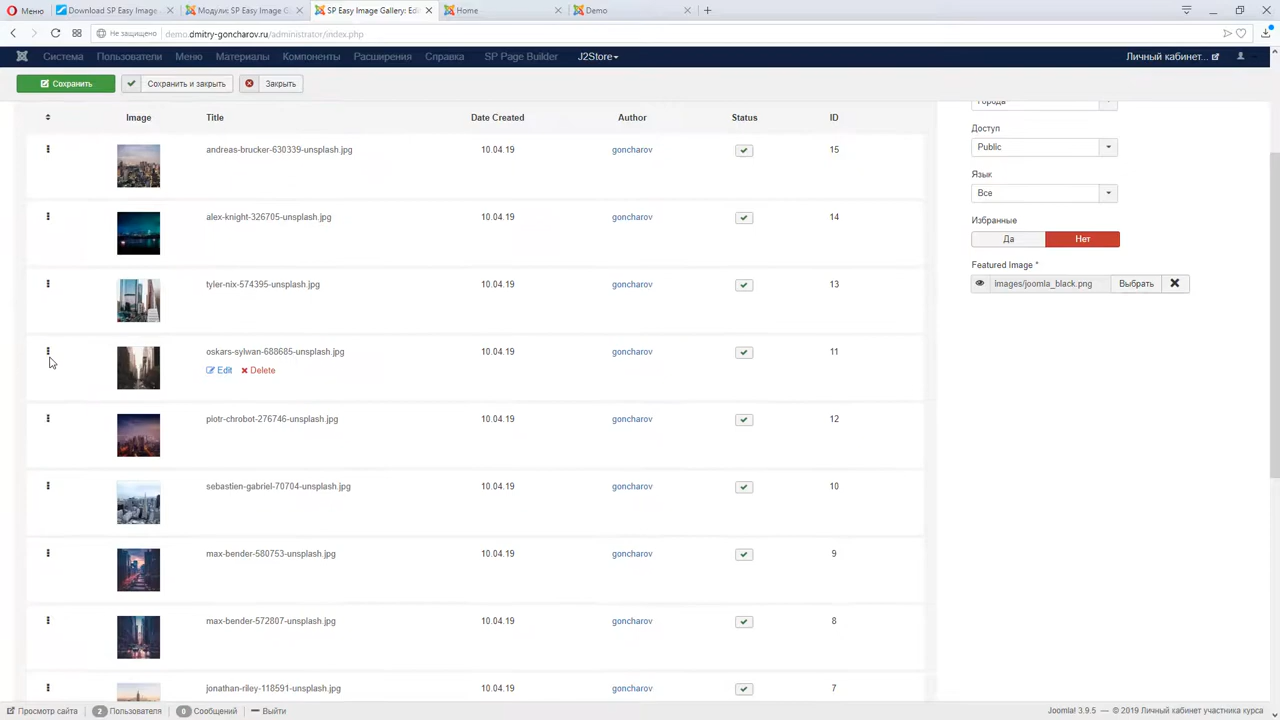 Меню
Download SP Easy Image...
Модули: SP Easy Image G...
SP Easy Image Gallery: Edi
Home
Demo
Не защищено
demo.dmitry-goncharov.ru/administrator/index.php
Система Пользователи Меню Материалы Компоненты Расширения Справка SP Page Builder J2Store
Личный кабинет...
Сохранить
Сохранить и закрыть
Закрыть
Image Title Date Created Author Status ID
andreas-brucker-630339-unsplash.jpg 10.04.19 goncharov 15
alex-knight-326705-unsplash.jpg 10.04.19 goncharov 14
tyler-nix-574395-unsplash.jpg 10.04.19 goncharov 13
oskars-sylwan-688685-unsplash.jpg 10.04.19 goncharov 11
Edit Delete
piotr-chrobot-276746-unsplash.jpg 10.04.19 goncharov 12
sebastien-gabriel-70704-unsplash.jpg 10.04.19 goncharov 10
max-bender-580753-unsplash.jpg 10.04.19 goncharov 9
max-bender-572807-unsplash.jpg 10.04.19 goncharov 8
jonathan-riley-118591-unsplash.jpg 10.04.19 goncharov 7
Города
Доступ
Public
Язык
Все
Избранные
Да Нет
Featured Image *
images/joomla_black.png Выбрать
Просмотр сайта 2 Пользователя 0 Сообщений Выйти
Joomla! 3.9.5 — © 2019 Личный кабинет участника курса